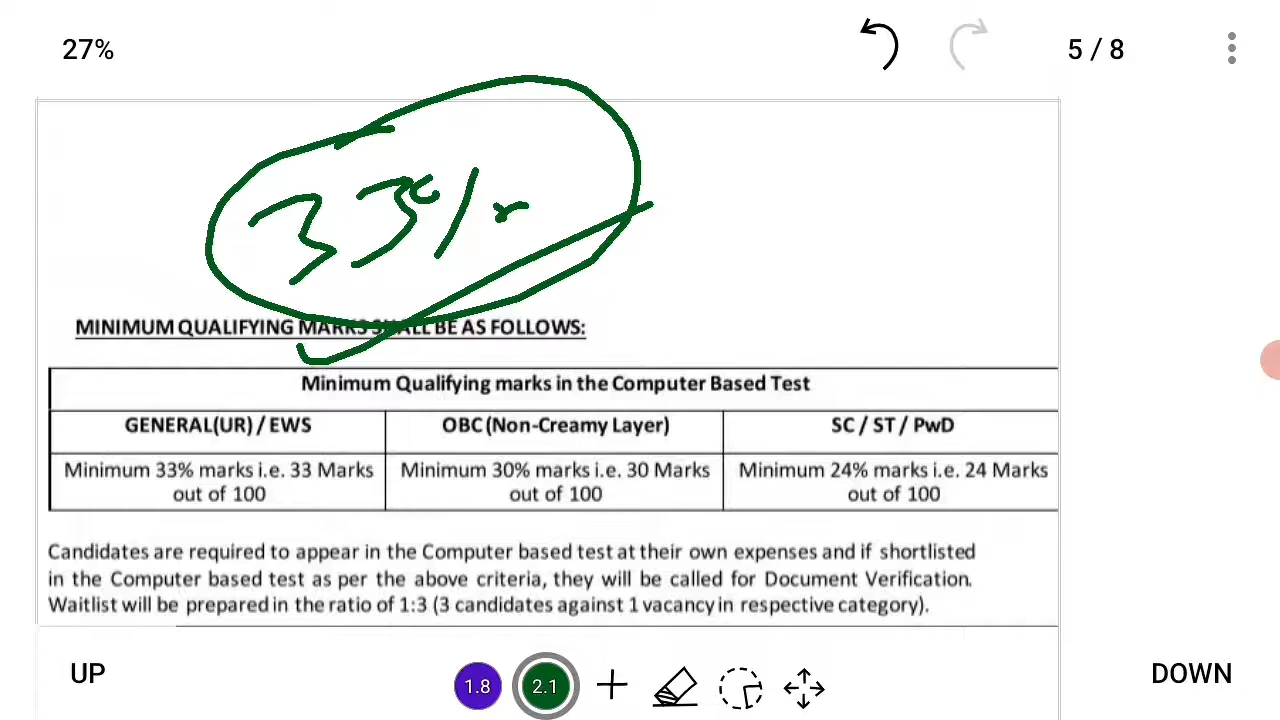 27%
5 / 8
33%
MINIMUM QUALIFYING MARKS SHALL BE AS FOLLOWS:
Minimum Qualifying marks in the Computer Based Test
GENERAL(UR) / EWS
OBC (Non-Creamy Layer)
SC / ST / PwD
Minimum 33% marks i.e. 33 Marks
out of 100
Minimum 30% marks i.e. 30 Marks
out of 100
Minimum 24% marks i.e. 24 Marks
out of 100
Candidates are required to appear in the Computer based test at their own expenses and if shortlisted
in the Computer based test as per the above criteria, they will be called for Document Verification.
Waitlist will be prepared in the ratio of 1:3 (3 candidates against 1 vacancy in respective category).
UP
1.8
2.1
DOWN